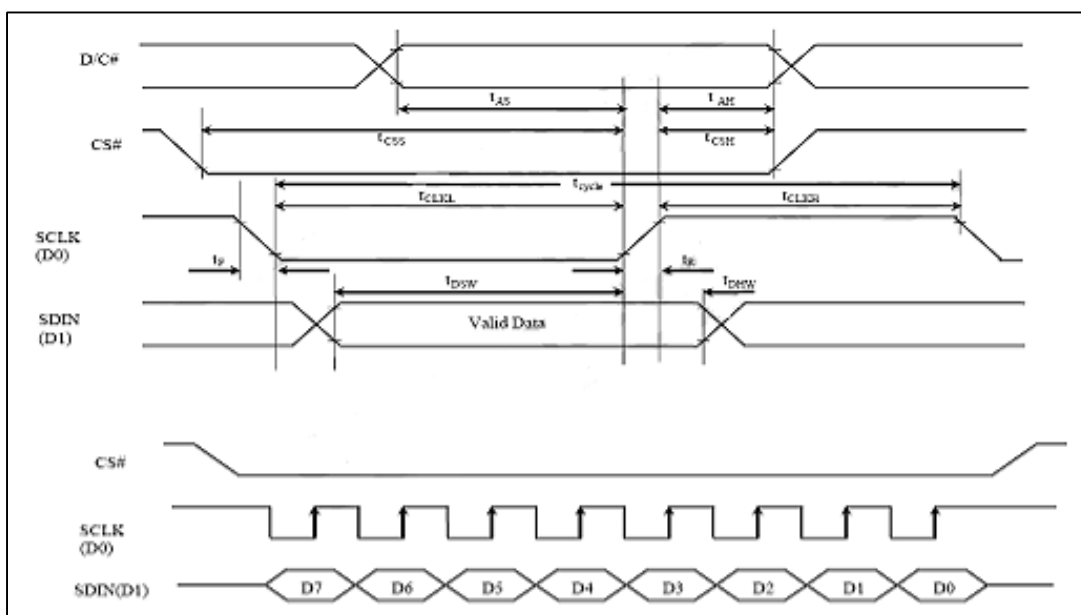 D/C#
tAS
tAH
CS#
tCSS
tCSH
tcycle
tCLKL
tCLKH
SCLK
(D0)
tF
tR
tDSW
tDHW
SDIN
(D1)
Valid Data
CS#
SCLK
(D0)
SDIN(D1)
D7
D6
D5
D4
D3
D2
D1
D0